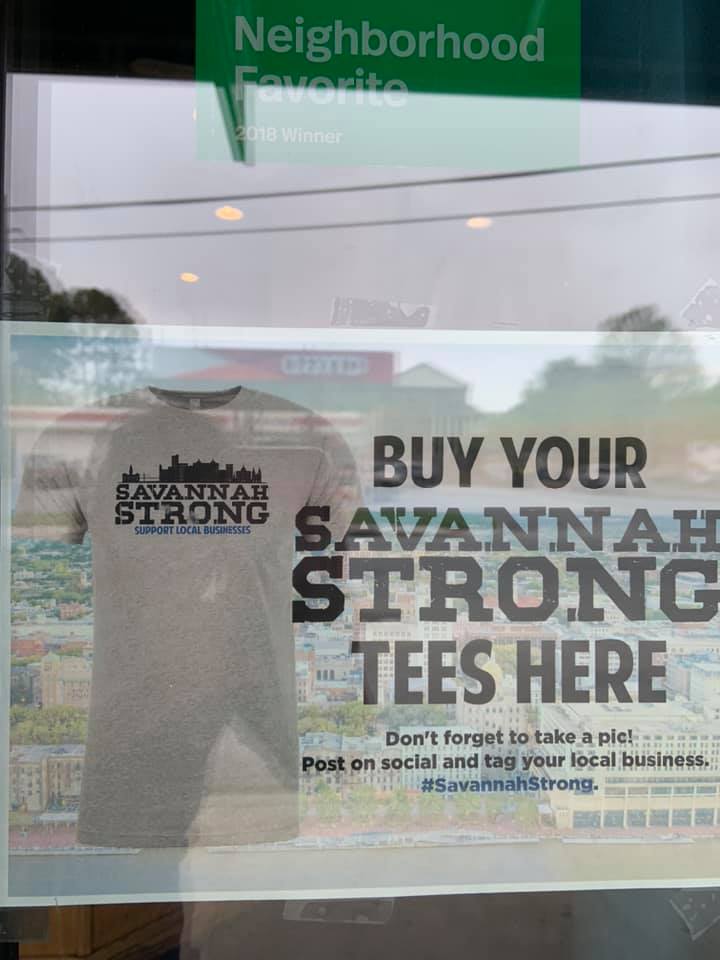 Neighborhood
Favorite
2018 Winner
SAVANNAH
STRONG
SUPPORT LOCAL BUSINESSES
BUY YOUR
SAVANNAH
STRONG
TEES HERE
Don't forget to take a pic!
Post on social and tag your local business.
#SavannahStrong.